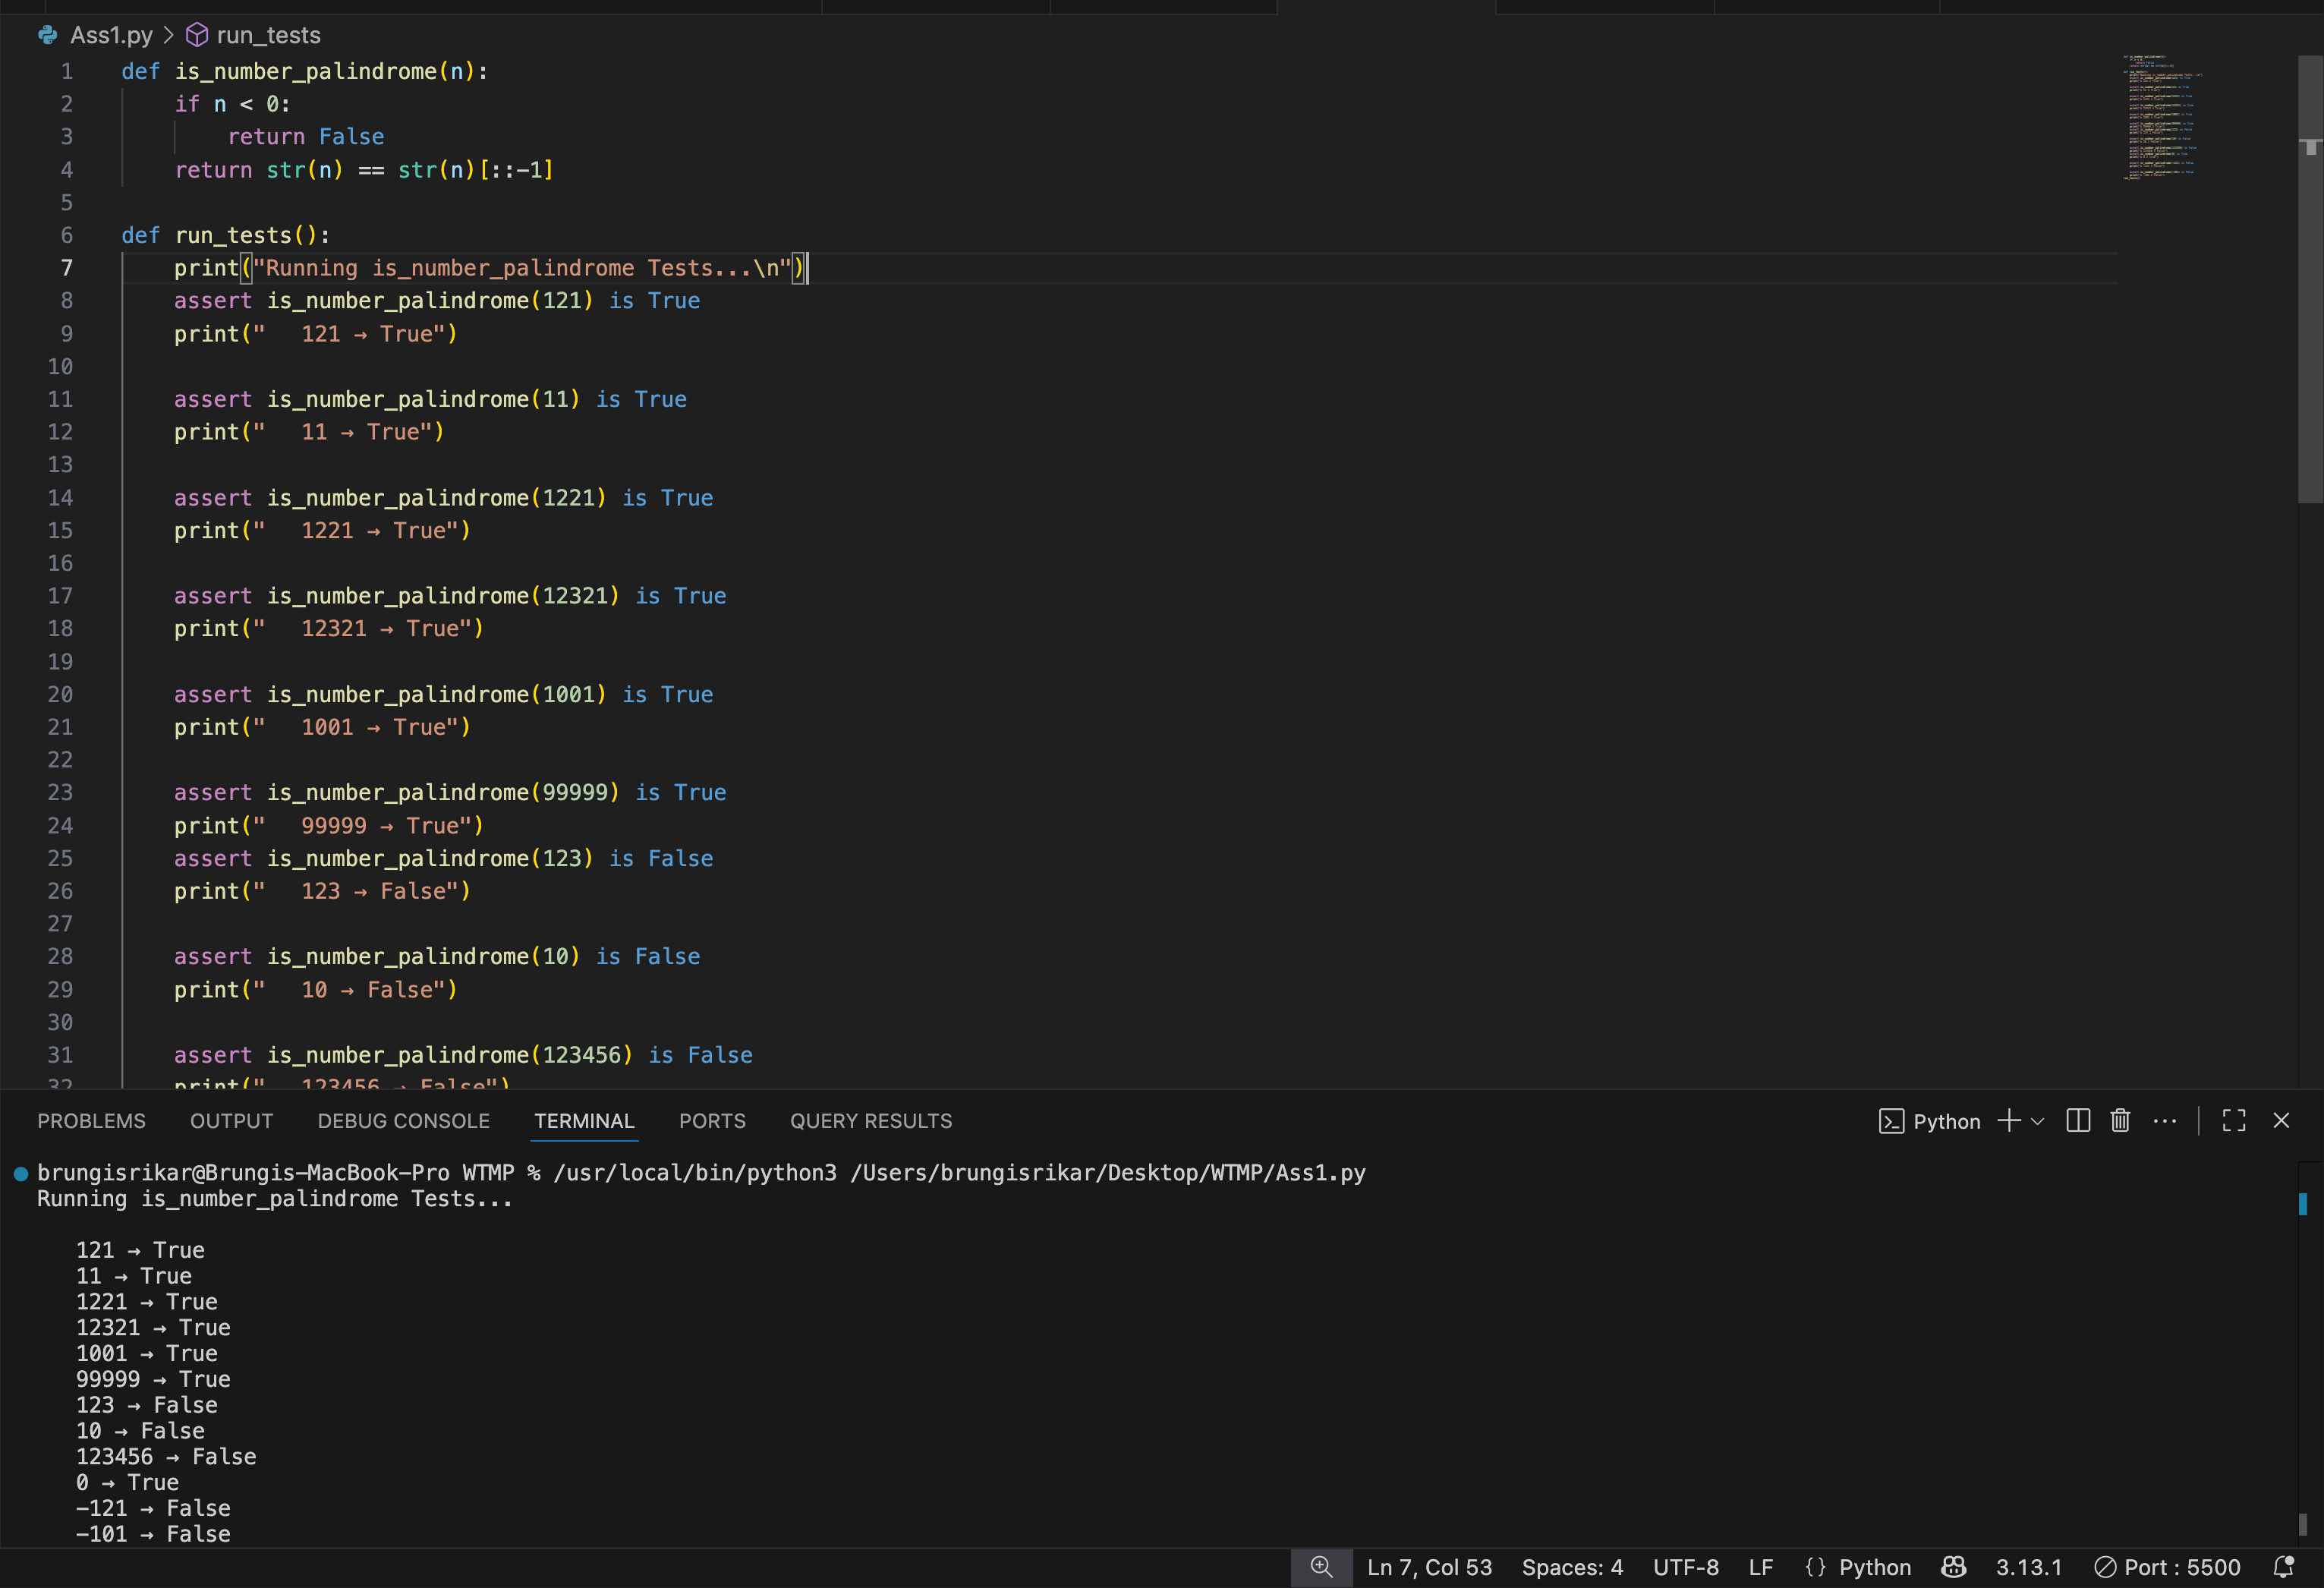 Ass1.py > run_tests
1 def is_number_palindrome(n):
2 if n < 0:
3 return False
4 return str(n) == str(n)[::-1]
5
6 def run_tests():
7 print("Running is_number_palindrome Tests...\n")
8 assert is_number_palindrome(121) is True
9 print("   121 → True")
10
11 assert is_number_palindrome(11) is True
12 print("   11 → True")
13
14 assert is_number_palindrome(1221) is True
15 print("   1221 → True")
16
17 assert is_number_palindrome(12321) is True
18 print("   12321 → True")
19
20 assert is_number_palindrome(1001) is True
21 print("   1001 → True")
22
23 assert is_number_palindrome(99999) is True
24 print("   99999 → True")
25 assert is_number_palindrome(123) is False
26 print("   123 → False")
27
28 assert is_number_palindrome(10) is False
29 print("   10 → False")
30
31 assert is_number_palindrome(123456) is False
32 print("   123456 → False")
PROBLEMS OUTPUT DEBUG CONSOLE TERMINAL PORTS QUERY RESULTS Python
brungisrikar@Brungis-MacBook-Pro WTMP % /usr/local/bin/python3 /Users/brungisrikar/Desktop/WTMP/Ass1.py
Running is_number_palindrome Tests...
121 → True
11 → True
1221 → True
12321 → True
1001 → True
99999 → True
123 → False
10 → False
123456 → False
0 → True
-121 → False
-101 → False
Ln 7, Col 53 Spaces: 4 UTF-8 LF {} Python 3.13.1 Port : 5500